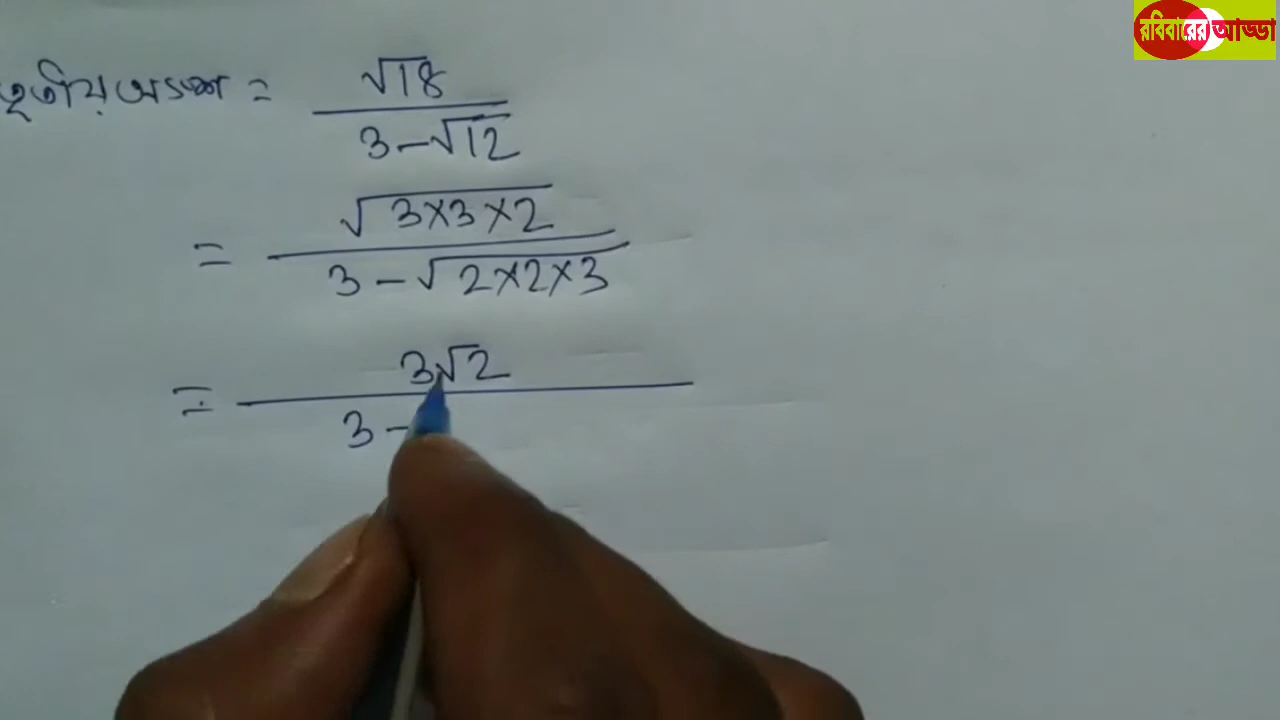 রবিবারের আড্ডা
তৃতীয় অংশ = √18 / (3 - √12)
= √(3×3×2) / (3 - √(2×2×3))
= 3√2 / 3 -